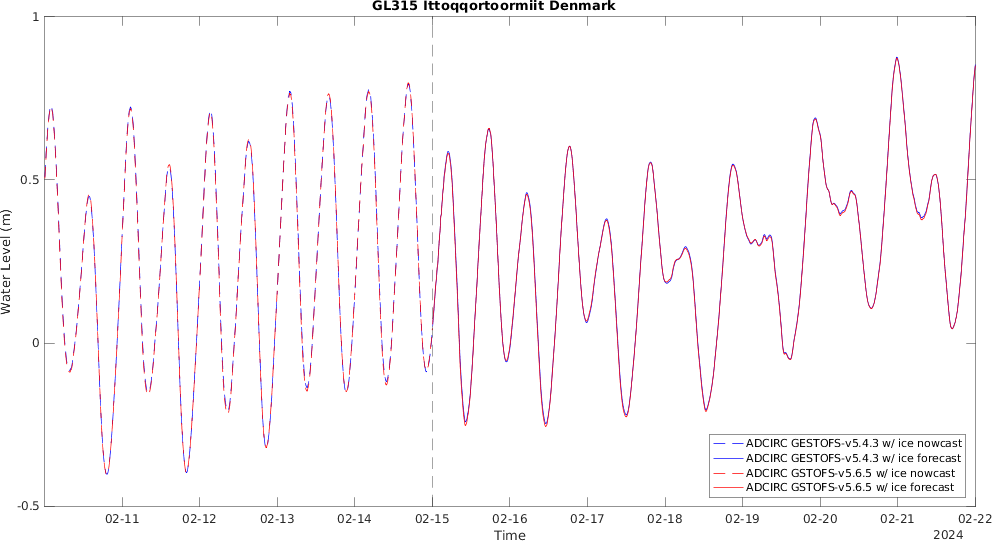 GL315 Ittoqqortoormiit Denmark
1
0.5
0
-0.5
Water Level (m)
ADCIRC GESTOFS-v5.4.3 w/ ice nowcast
ADCIRC GESTOFS-v5.4.3 w/ ice forecast
ADCIRC GSTOFS-v5.6.5 w/ ice nowcast
ADCIRC GSTOFS-v5.6.5 w/ ice forecast
02-11 02-12 02-13 02-14 02-15 02-16 02-17 02-18 02-19 02-20 02-21 02-22
Time
2024